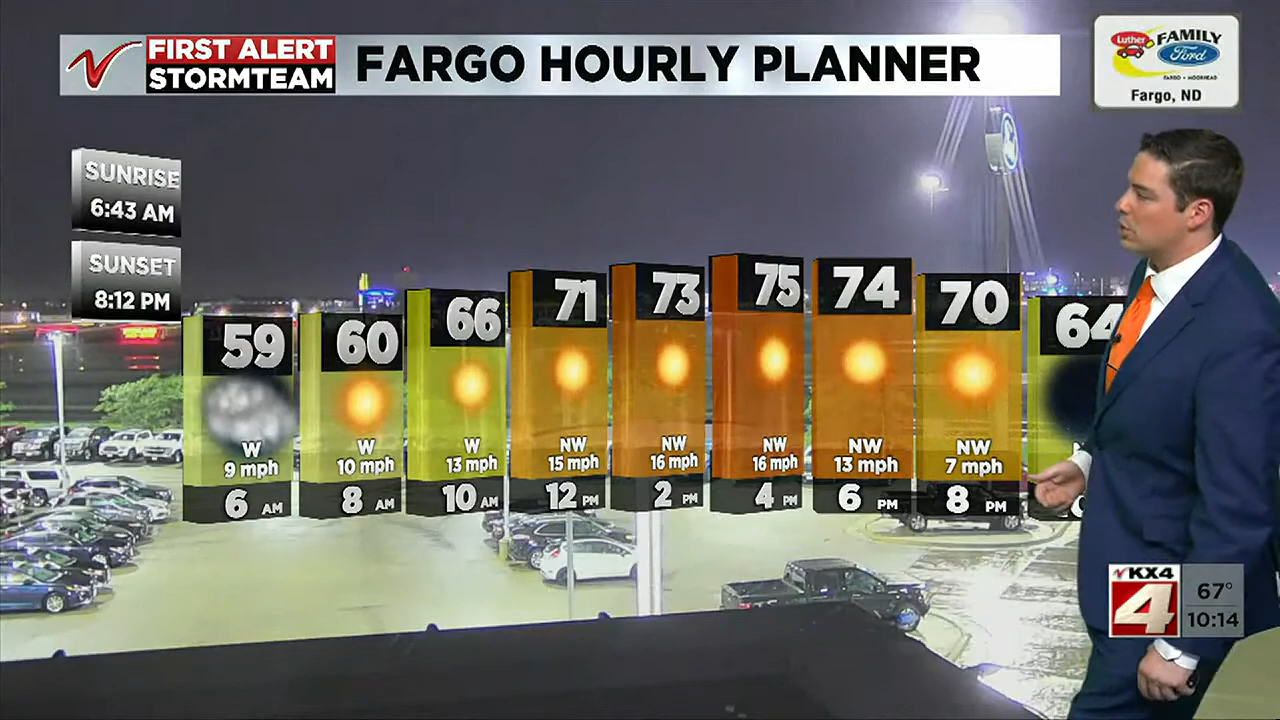 FIRST ALERT
STORMTEAM
FARGO HOURLY PLANNER
Luther
FAMILY
Ford
FARGO • MOORHEAD
Fargo, ND
SUNRISE
6:43 AM
SUNSET
8:12 PM
59 60 66 71 73 75 74 70 64
W W W NW NW NW NW NW
9 mph 10 mph 13 mph 15 mph 16 mph 16 mph 13 mph 7 mph
6 AM 8 AM 10 AM 12 PM 2 PM 4 PM 6 PM 8 PM
KX4
4
67°
10:14